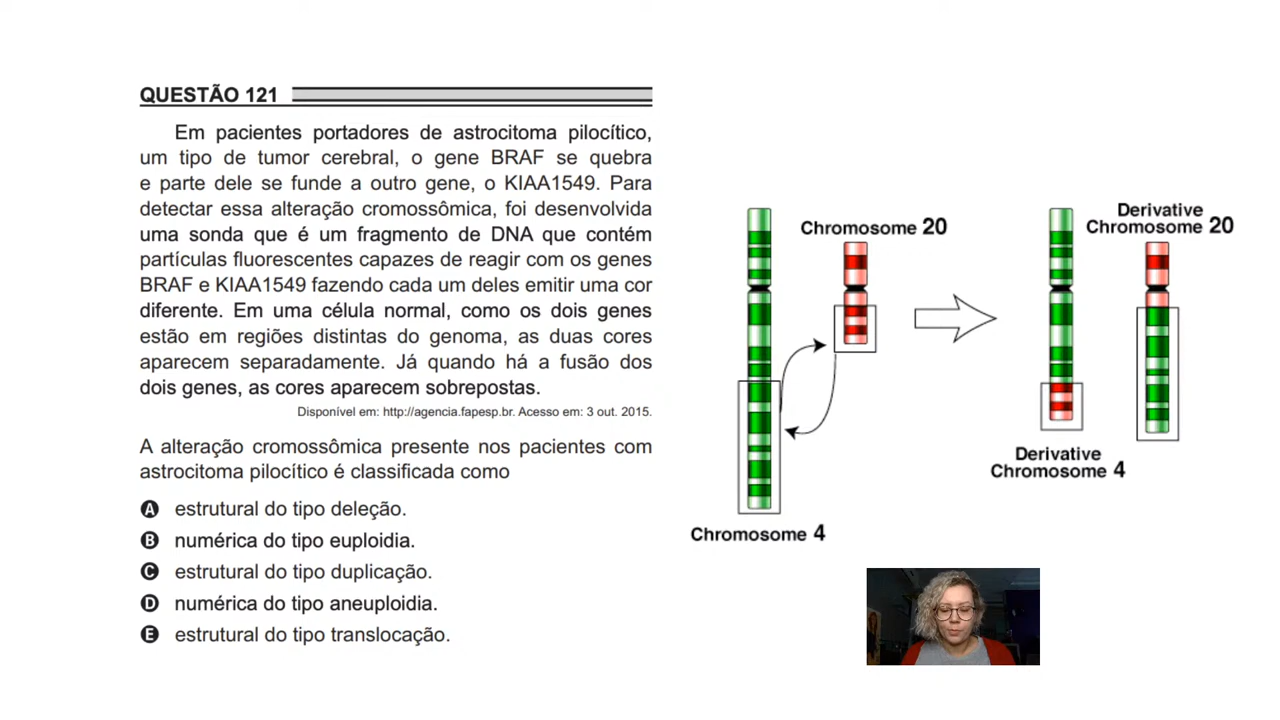 QUESTÃO 121
Em pacientes portadores de astrocitoma pilocítico,
um tipo de tumor cerebral, o gene BRAF se quebra
e parte dele se funde a outro gene, o KIAA1549. Para
detectar essa alteração cromossômica, foi desenvolvida
uma sonda que é um fragmento de DNA que contém
partículas fluorescentes capazes de reagir com os genes
BRAF e KIAA1549 fazendo cada um deles emitir uma cor
diferente. Em uma célula normal, como os dois genes
estão em regiões distintas do genoma, as duas cores
aparecem separadamente. Já quando há a fusão dos
dois genes, as cores aparecem sobrepostas.
Disponível em: http://agencia.fapesp.br. Acesso em: 3 out. 2015.
A alteração cromossômica presente nos pacientes com
astrocitoma pilocítico é classificada como
A estrutural do tipo deleção.
B numérica do tipo euploidia.
C estrutural do tipo duplicação.
D numérica do tipo aneuploidia.
E estrutural do tipo translocação.
Chromosome 20
Chromosome 4
Derivative
Chromosome 20
Derivative
Chromosome 4